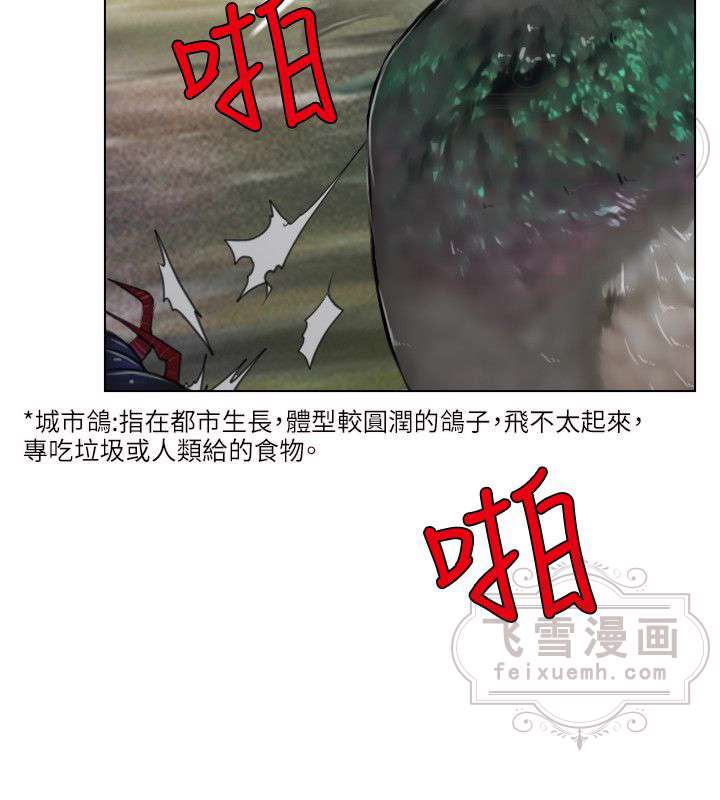 啪
*城市鴿:指在都市生長,體型較圓潤的鴿子,飛不太起來,
專吃垃圾或人類給的食物。
啪
飞雪漫画
feixuemh.com